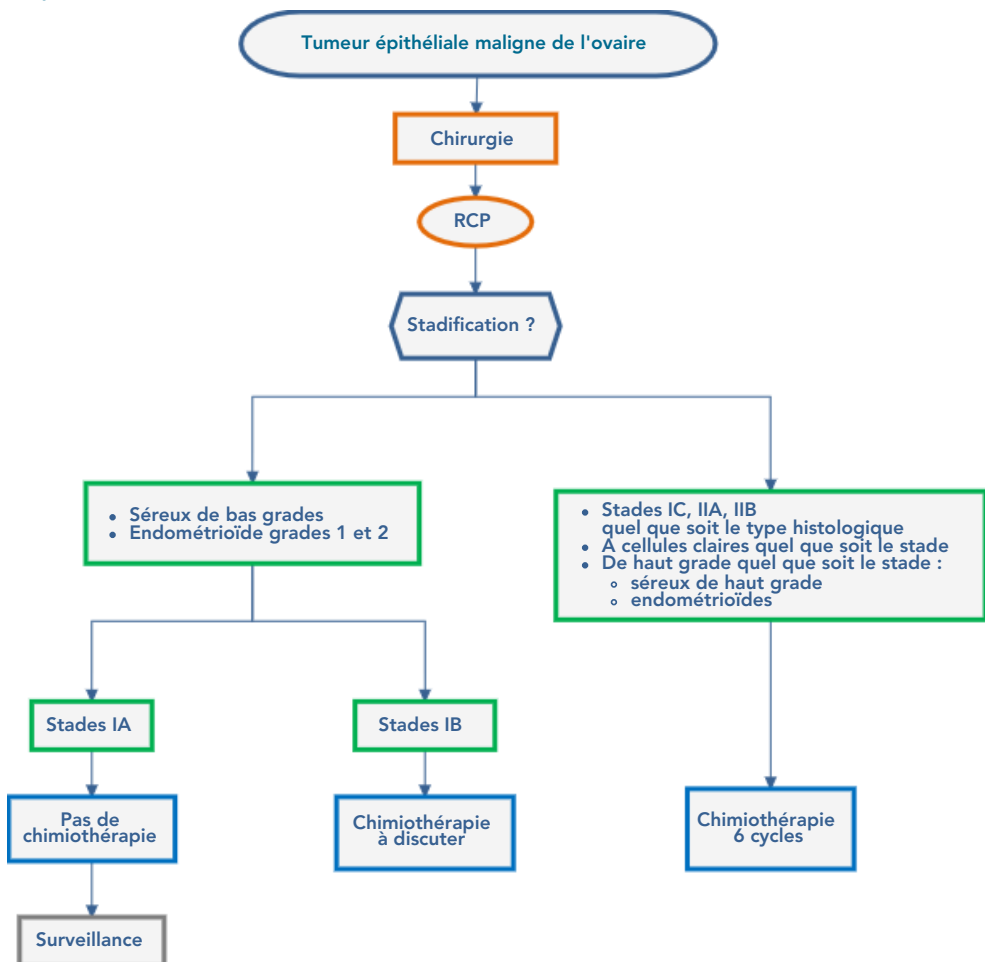 Tumeur épithéliale maligne de l'ovaire
Chirurgie
RCP
Stadification ?
• Séreux de bas grades
• Endométrioïde grades 1 et 2
• Stades IC, IIA, IIB
quel que soit le type histologique
• A cellules claires quel que soit le stade
• De haut grade quel que soit le stade :
◦ séreux de haut grade
◦ endométrioïdes
Stades IA
Stades IB
Pas de
chimiothérapie
Chimiothérapie
à discuter
Chimiothérapie
6 cycles
Surveillance